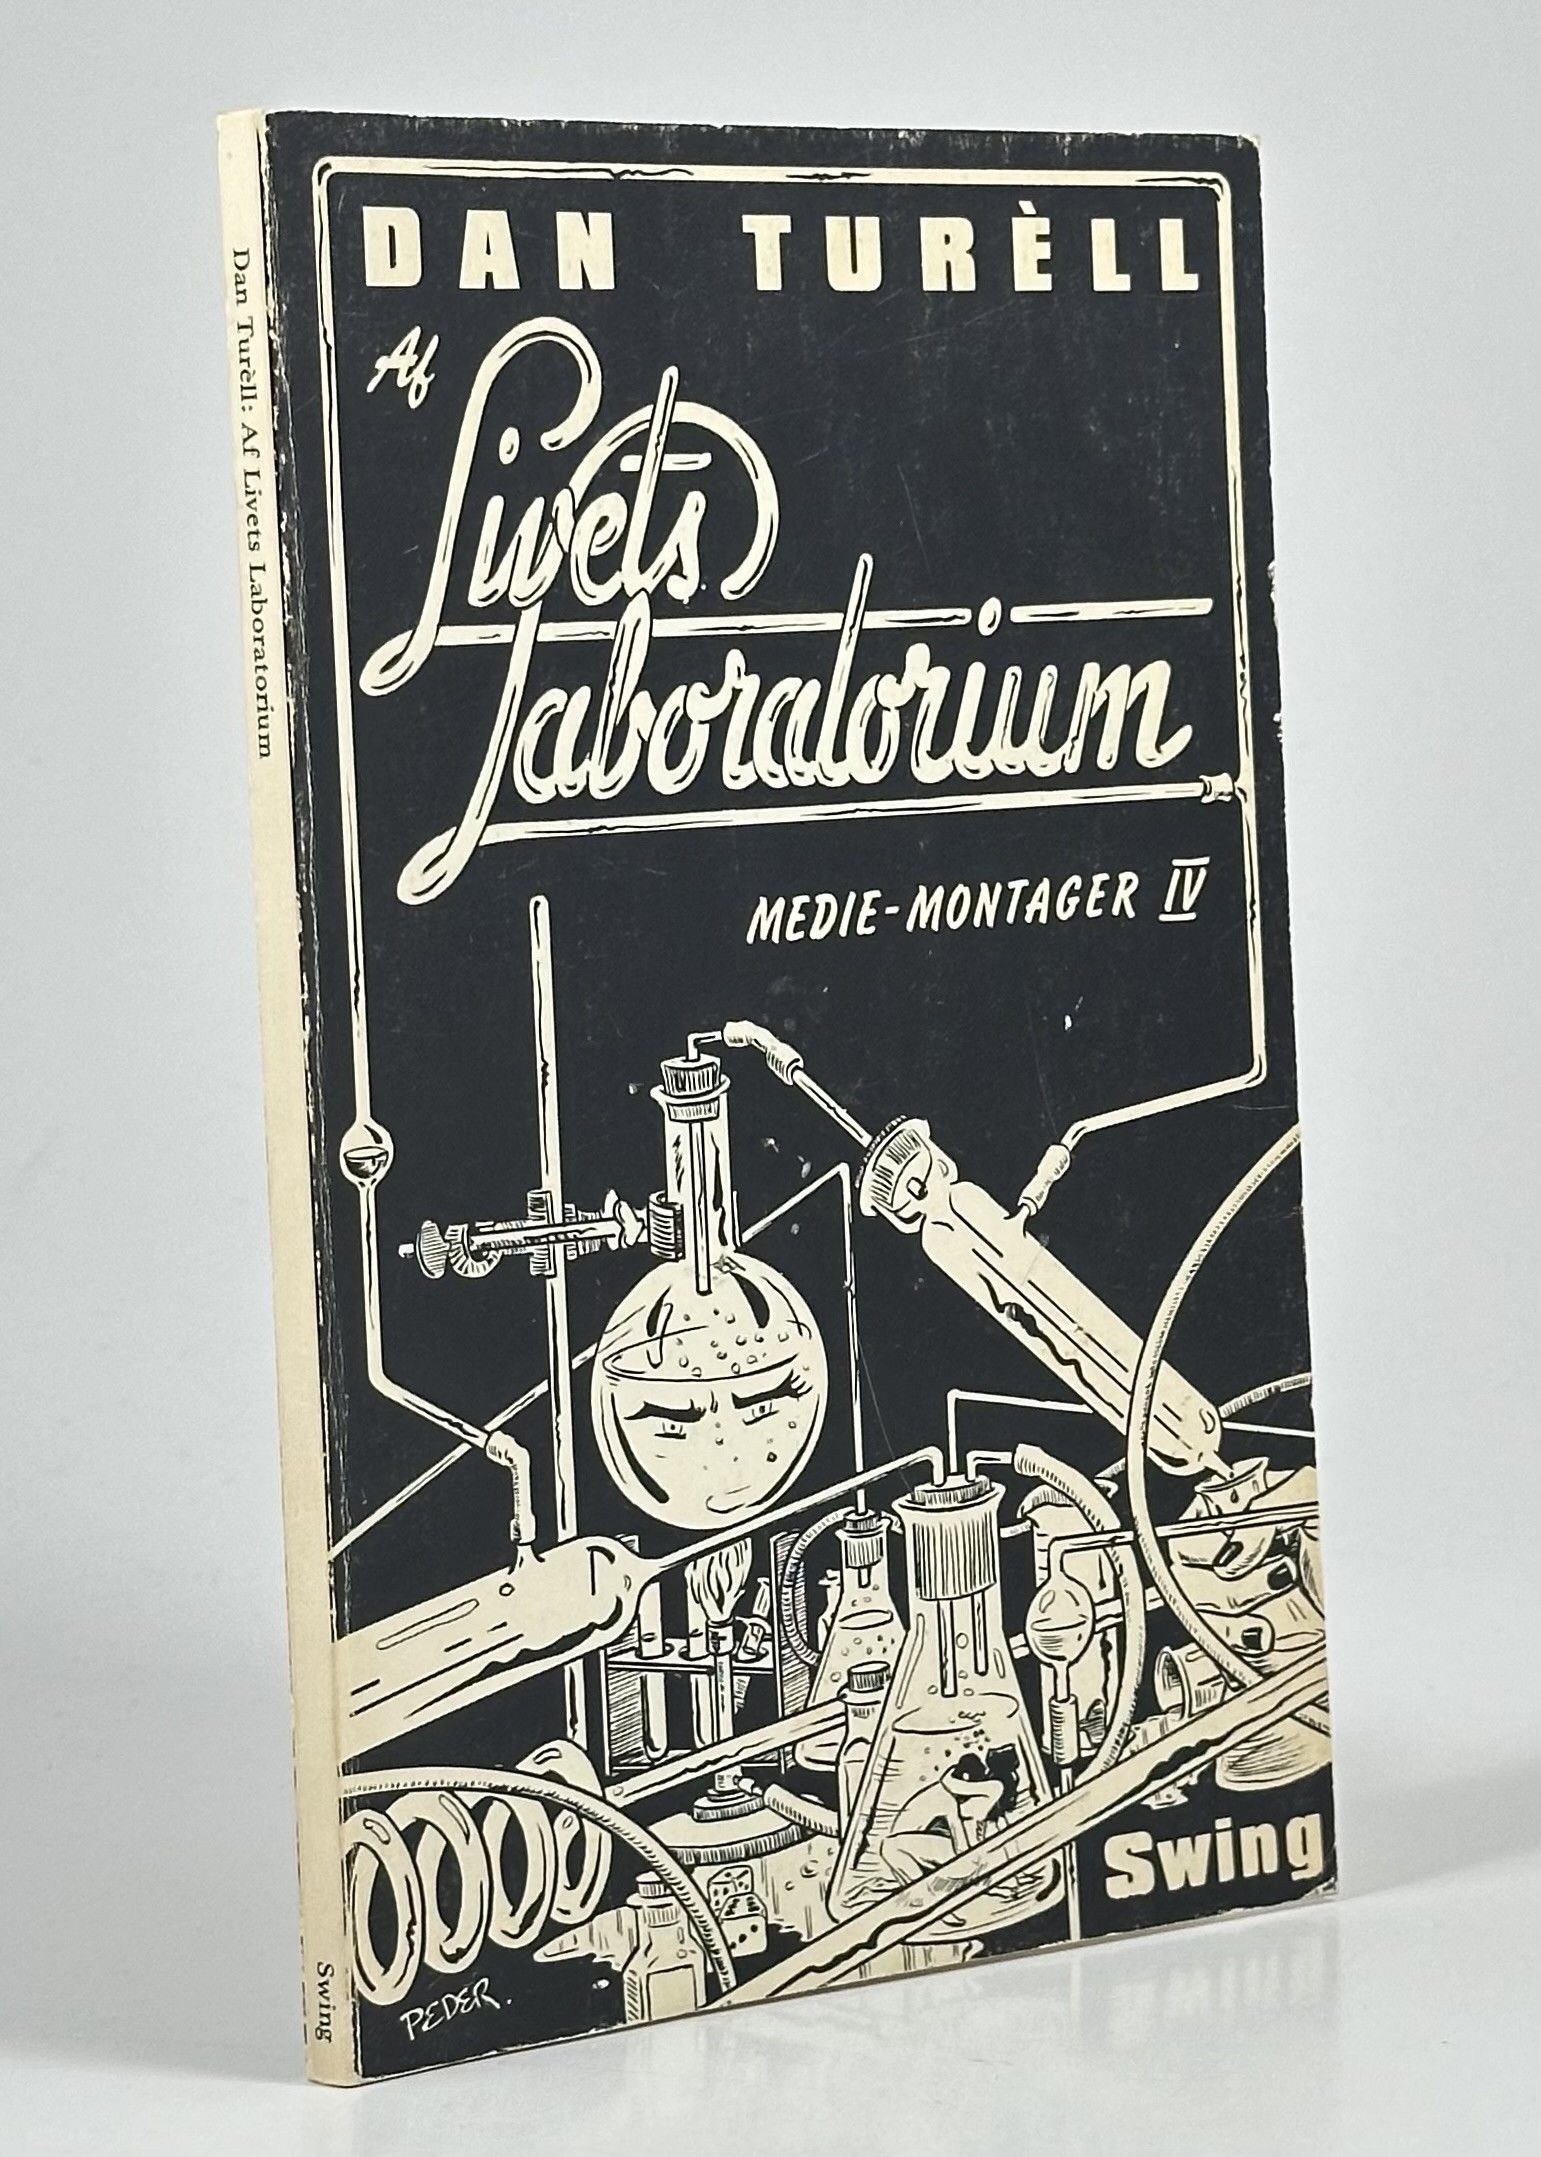 Dan Turèll: Af Livets Laboratorium
Swing
DAN TURÈLL
Af
Livets
Laboratorium
MEDIE-MONTAGER IV
Swing
PEDER.